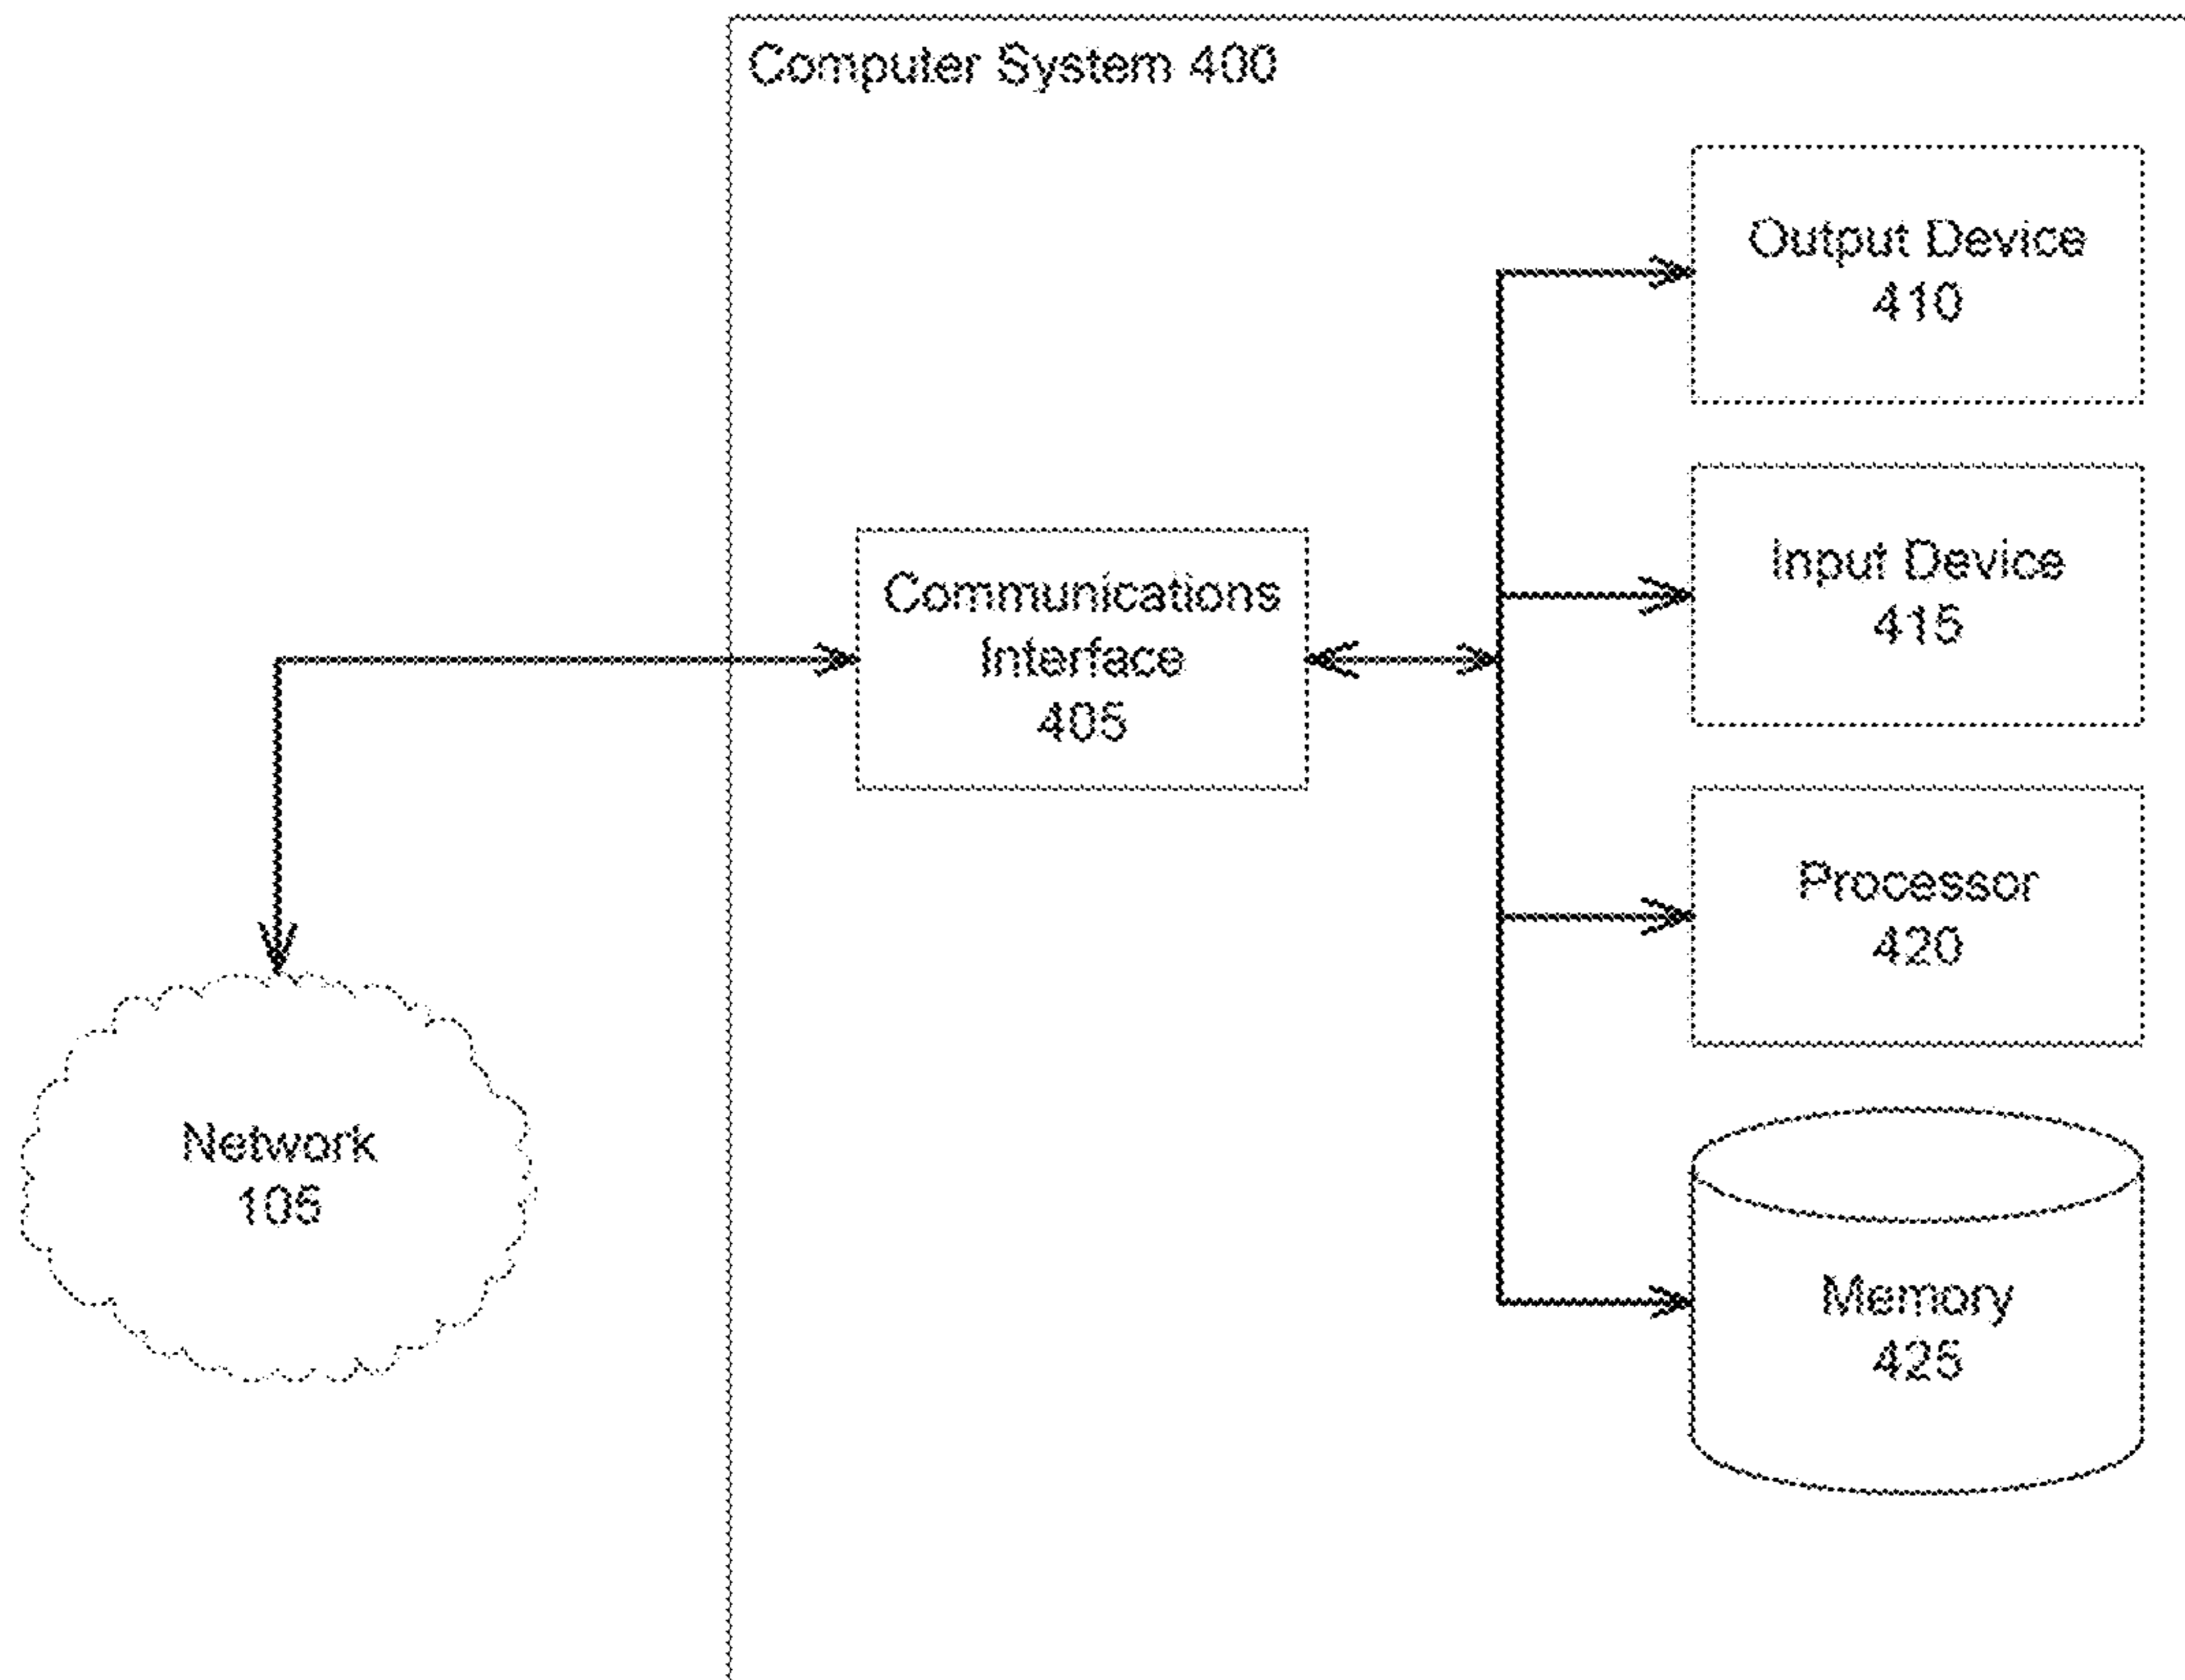 Computer System 400
Output Device
410
Input Device
415
Communications
Interface
405
Processor
420
Network
105
Memory
425